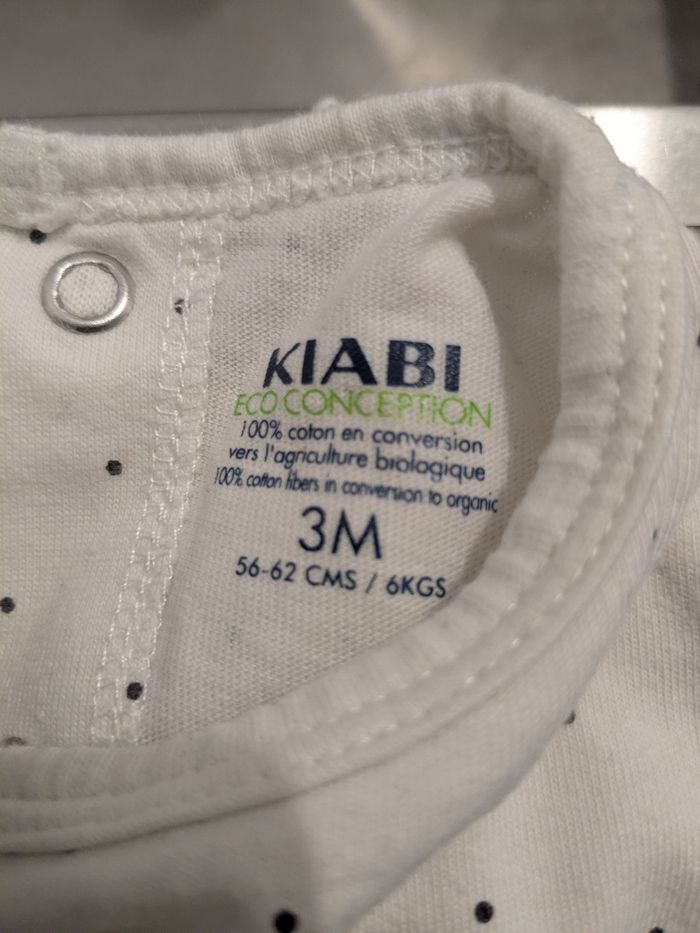 KIABI
ECO CONCEPTION
100% coton en conversion
vers l'agriculture biologique
100% cotton fibers in conversion to organic
3M
56-62 CMS / 6KGS